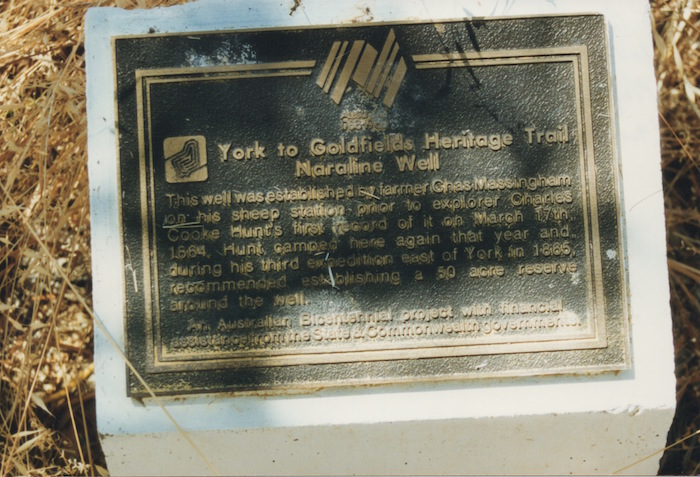 York to Goldfields Heritage Trail
Naraline Well
This well was established by farmer Chas Massingham
on his sheep station prior to explorer Charles
Cooke Hunt's first record of it on March 17th,
1864. Hunt camped here again that year and,
during his third expedition east of York in 1865,
recommended establishing a 50 acre reserve
around the well.
An Australian Bicentennial project with financial
assistance from the State & Commonwealth governments.